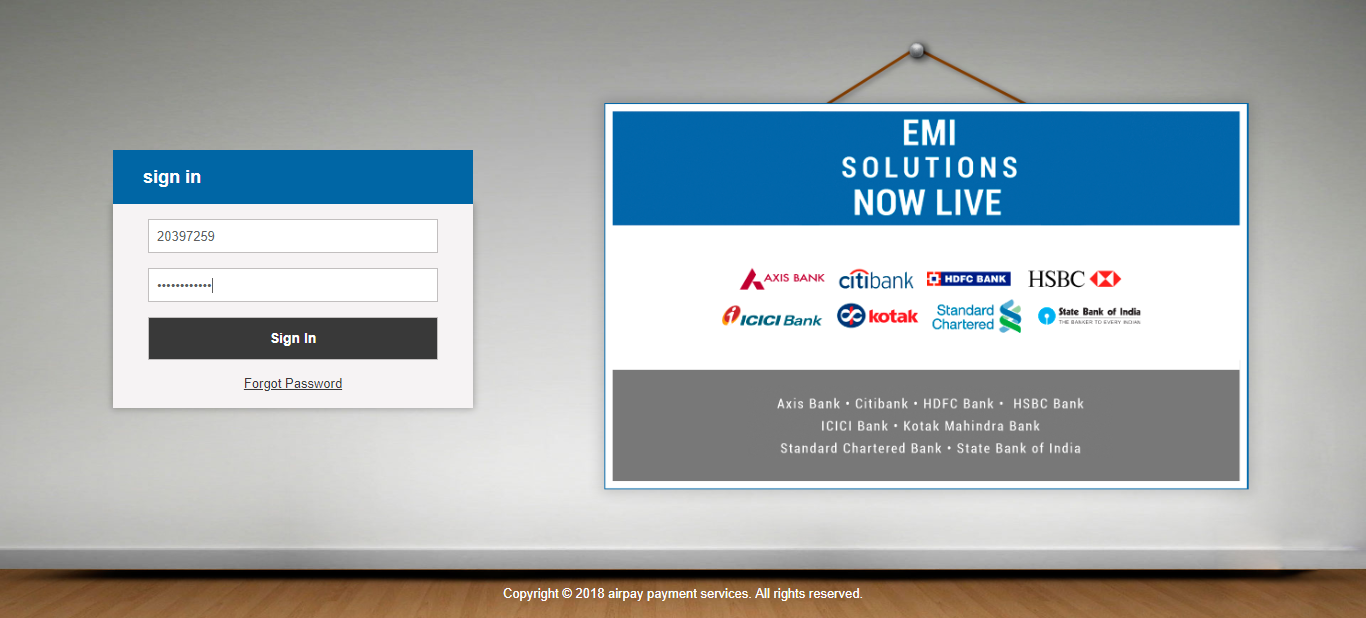 sign in
20397259
••••••••••••
Sign In
Forgot Password
EMI
SOLUTIONS
NOW LIVE
AXIS BANK citibank HDFC BANK HSBC
ICICI Bank kotak Standard Chartered State Bank of India
THE BANKER TO EVERY INDIAN
Axis Bank • Citibank • HDFC Bank • HSBC Bank
ICICI Bank • Kotak Mahindra Bank
Standard Chartered Bank • State Bank of India
Copyright © 2018 airpay payment services. All rights reserved.